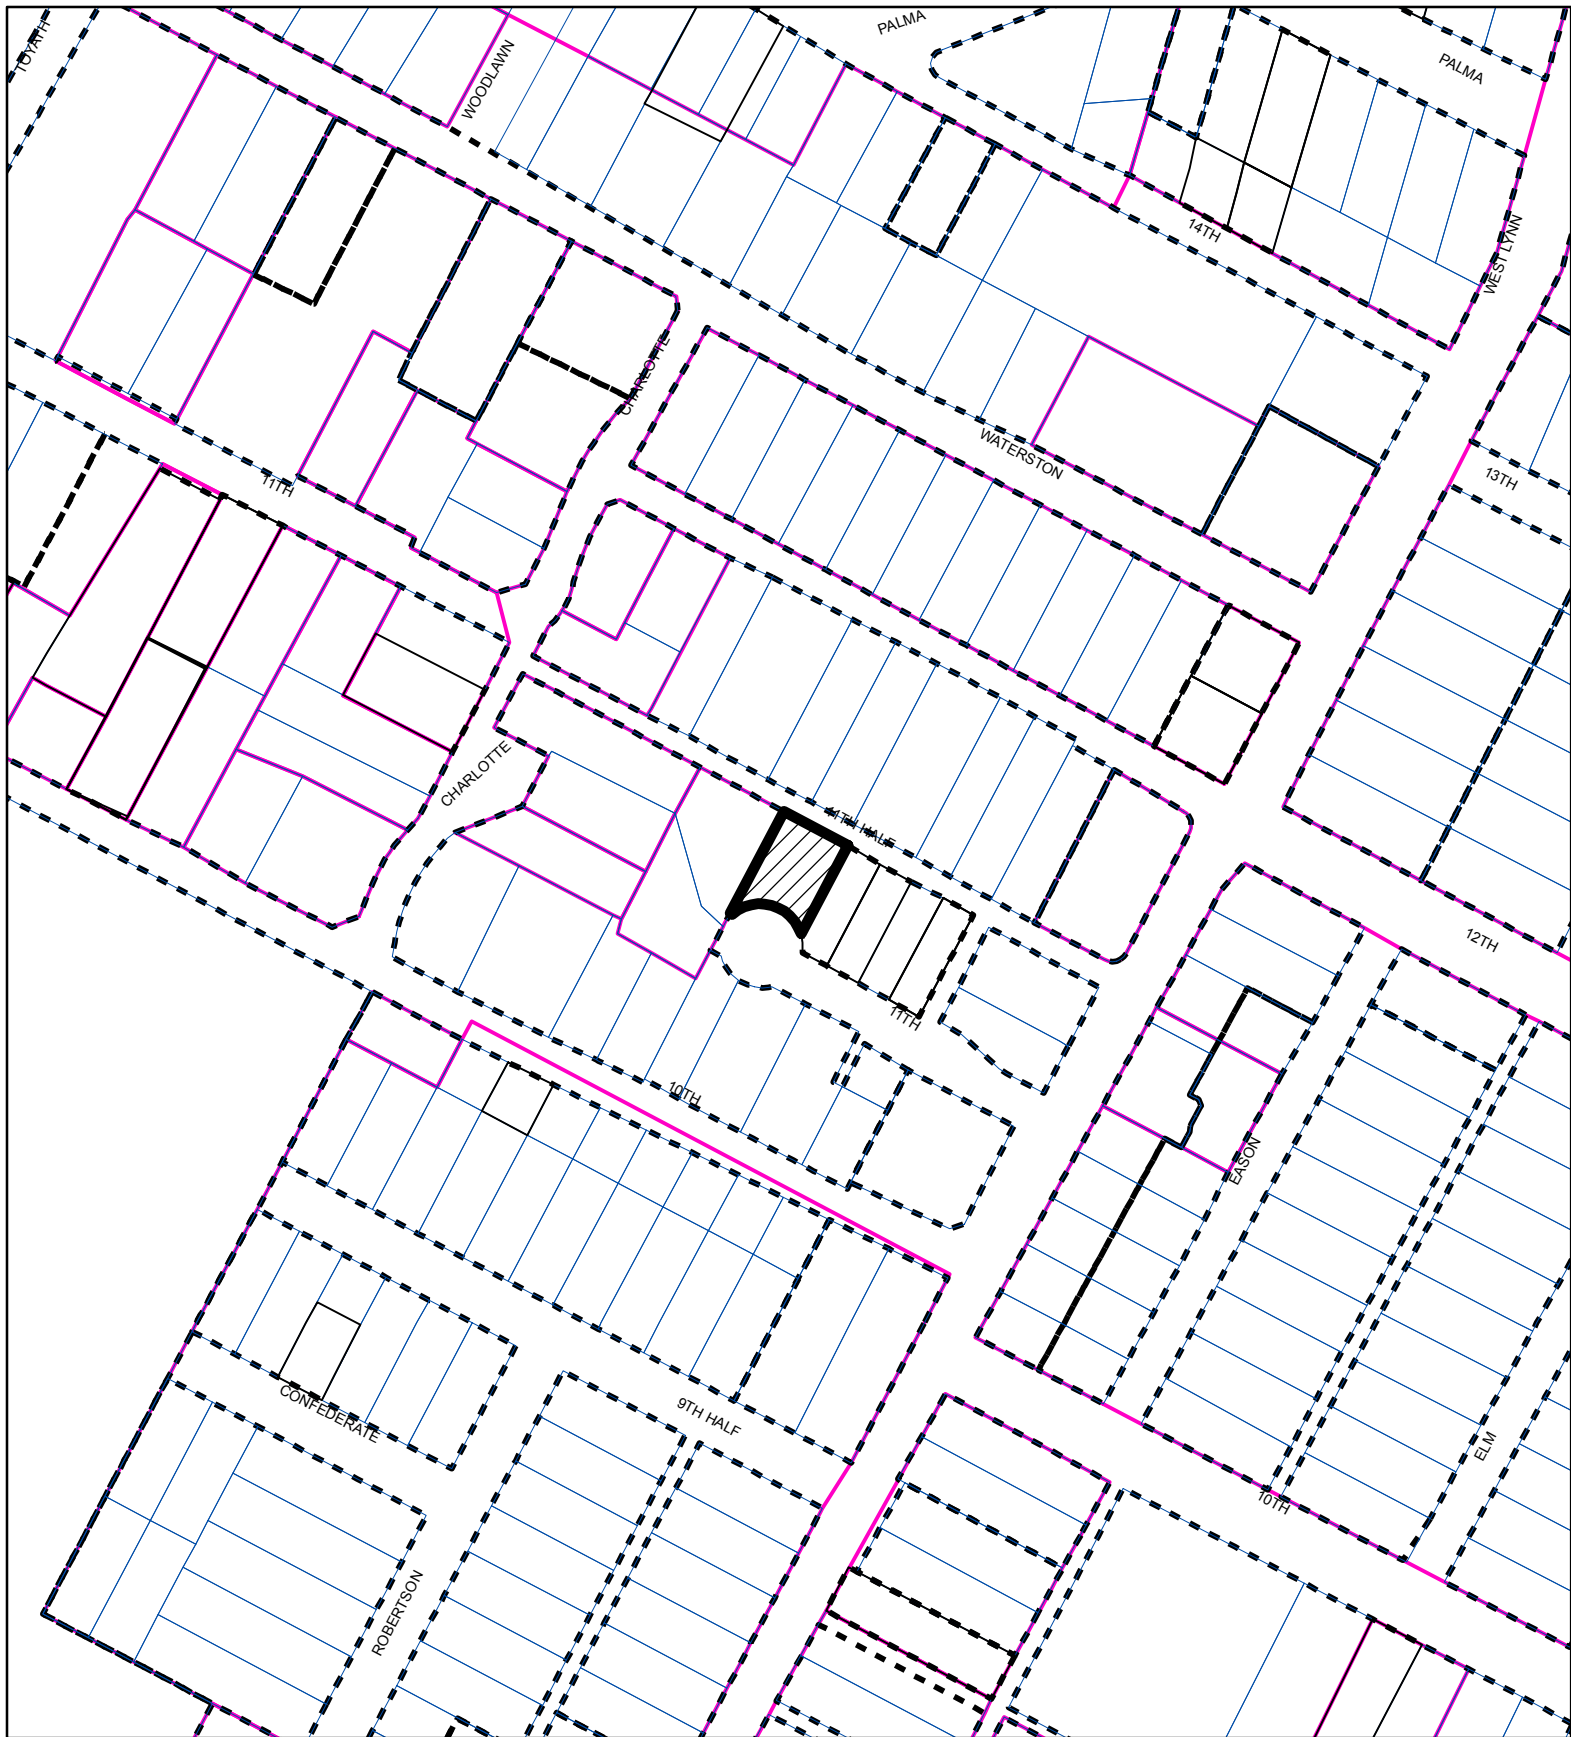 TOYATH
WOODLAWN
PALMA
PALMA
14TH
WEST LYNN
CHARLOTTE
WATERSTON
13TH
11TH
CHARLOTTE
11TH HALF
12TH
11TH
10TH
EASON
CONFEDERATE
9TH HALF
ELM
10TH
ROBERTSON